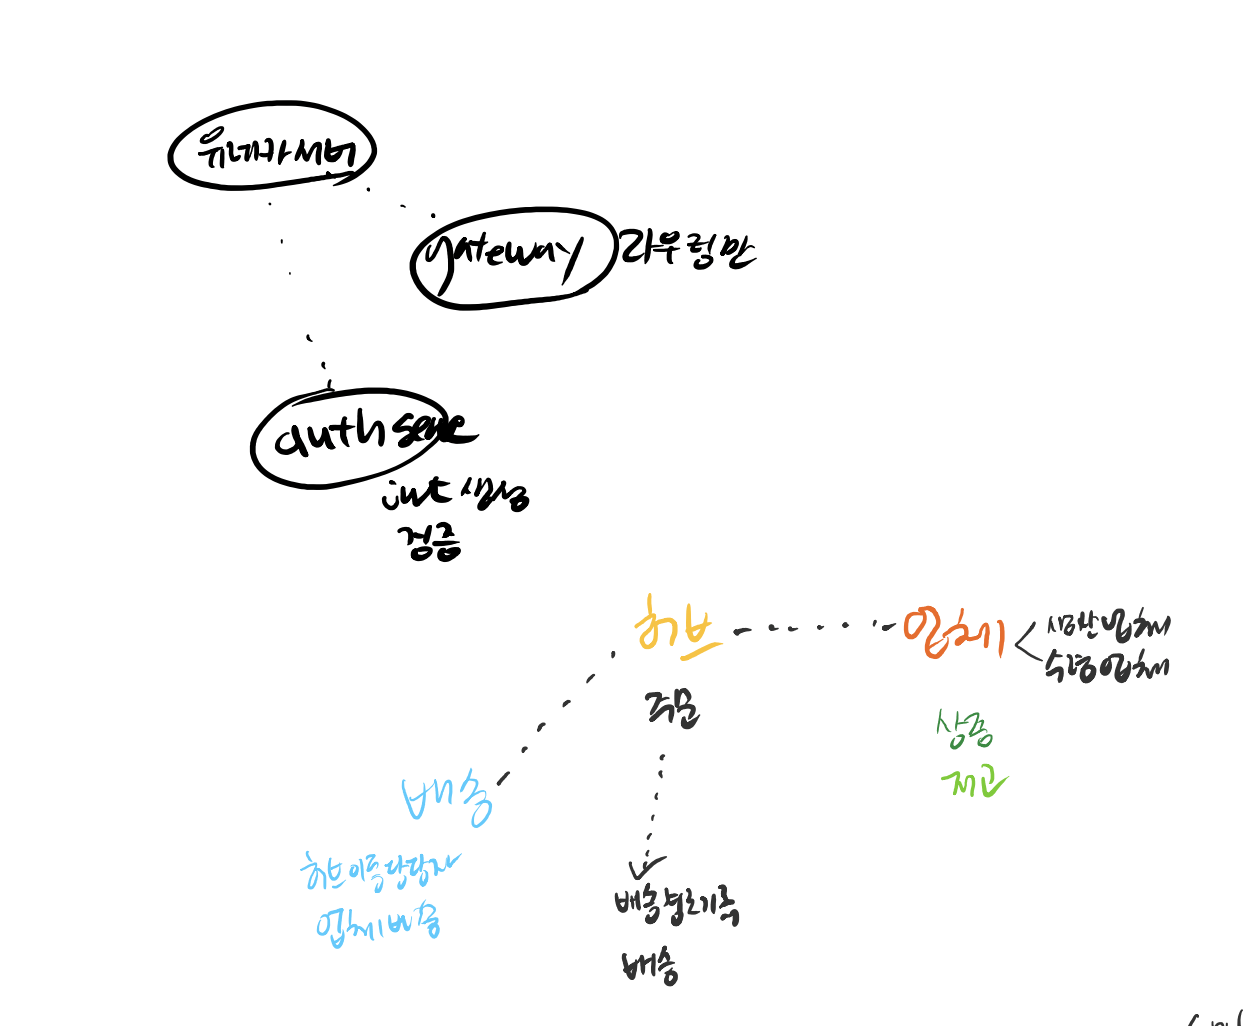 유레카 서버
gateway 라우링만
auth serve
jwt 생성
검증
허브
업체
생산업체
수령업체
주문
상품
재고
배송
허브이동담당자
업체배송
배송경로기록
배송